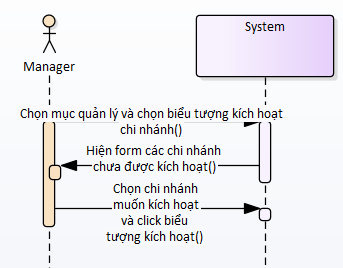 System
Manager
Chọn mục quản lý và chọn biểu tượng kích hoạt
chi nhánh()
Hiện form các chi nhánh
chưa được kích hoạt()
Chọn chi nhánh
muốn kích hoạt
và click biểu
tượng kích hoạt()